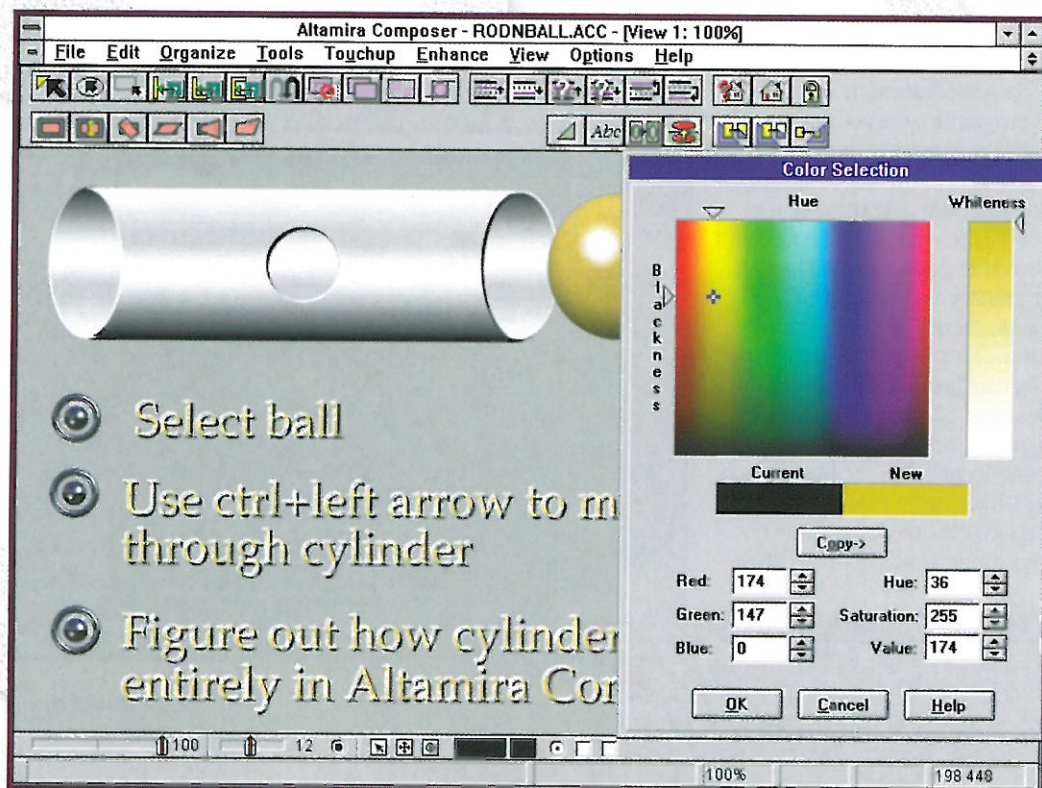 Altamira Composer - RODNBALL.ACC - [View 1: 100%]
File Edit Organize Tools Touchup Enhance View Options Help
Abc
Color Selection
Hue
Whiteness
Blackness
Select ball
Use ctrl+left arrow to m
through cylinder
Figure out how cylinder
entirely in Altamira Con
Current New
Copy->
Red: 174 Hue: 36
Green: 147 Saturation: 255
Blue: 0 Value: 174
OK Cancel Help
100 12
100% 198 448